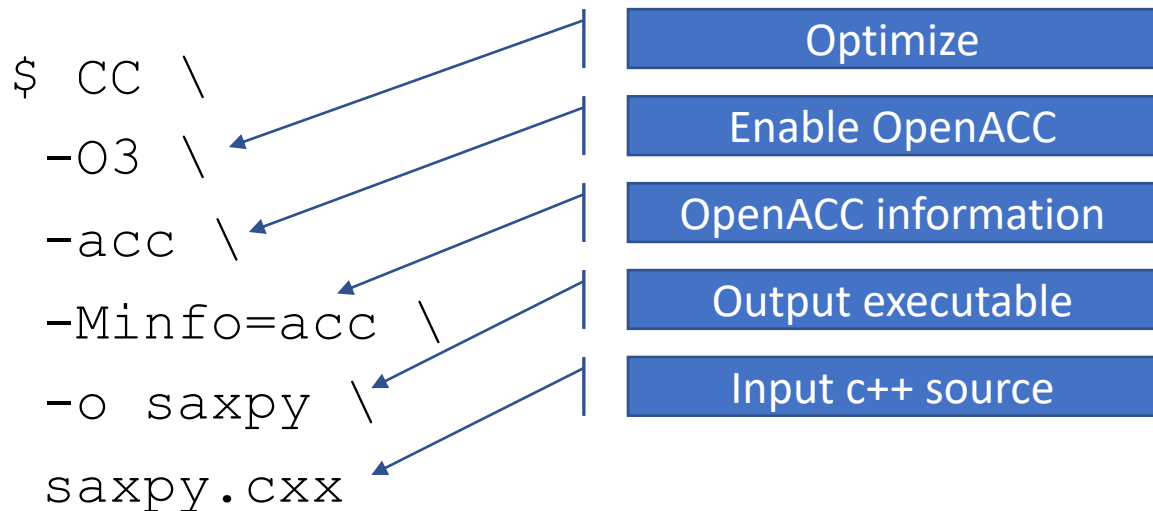 $ CC \
-O3 \
-acc \
-Minfo=acc \
-o saxpy \
saxpy.cxx
Optimize
Enable OpenACC
OpenACC information
Output executable
Input c++ source